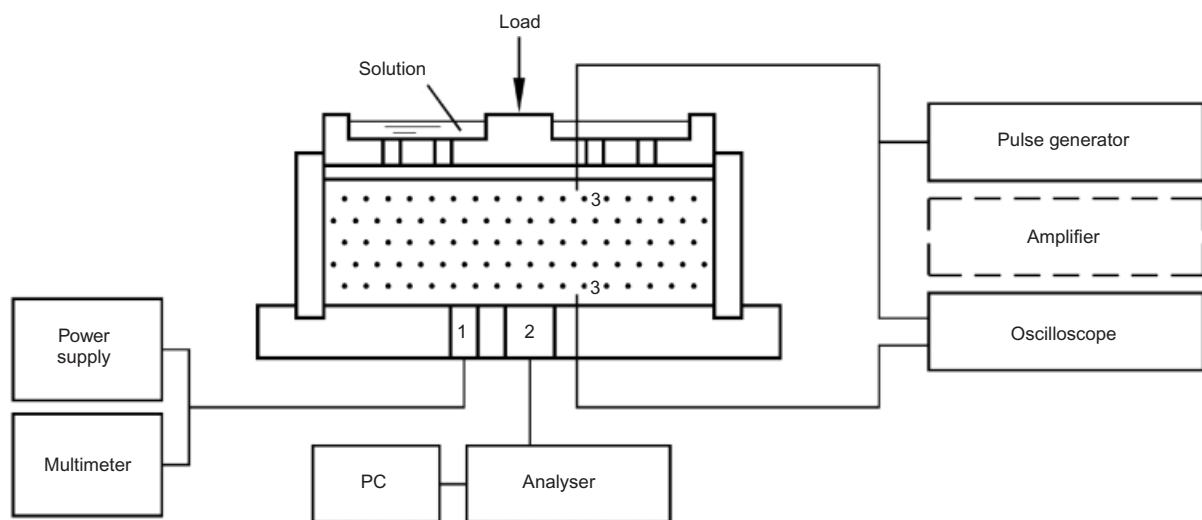 Load
Solution
Pulse generator
3
Amplifier
3
Power
supply
1
2
Oscilloscope
Multimeter
PC
Analyser